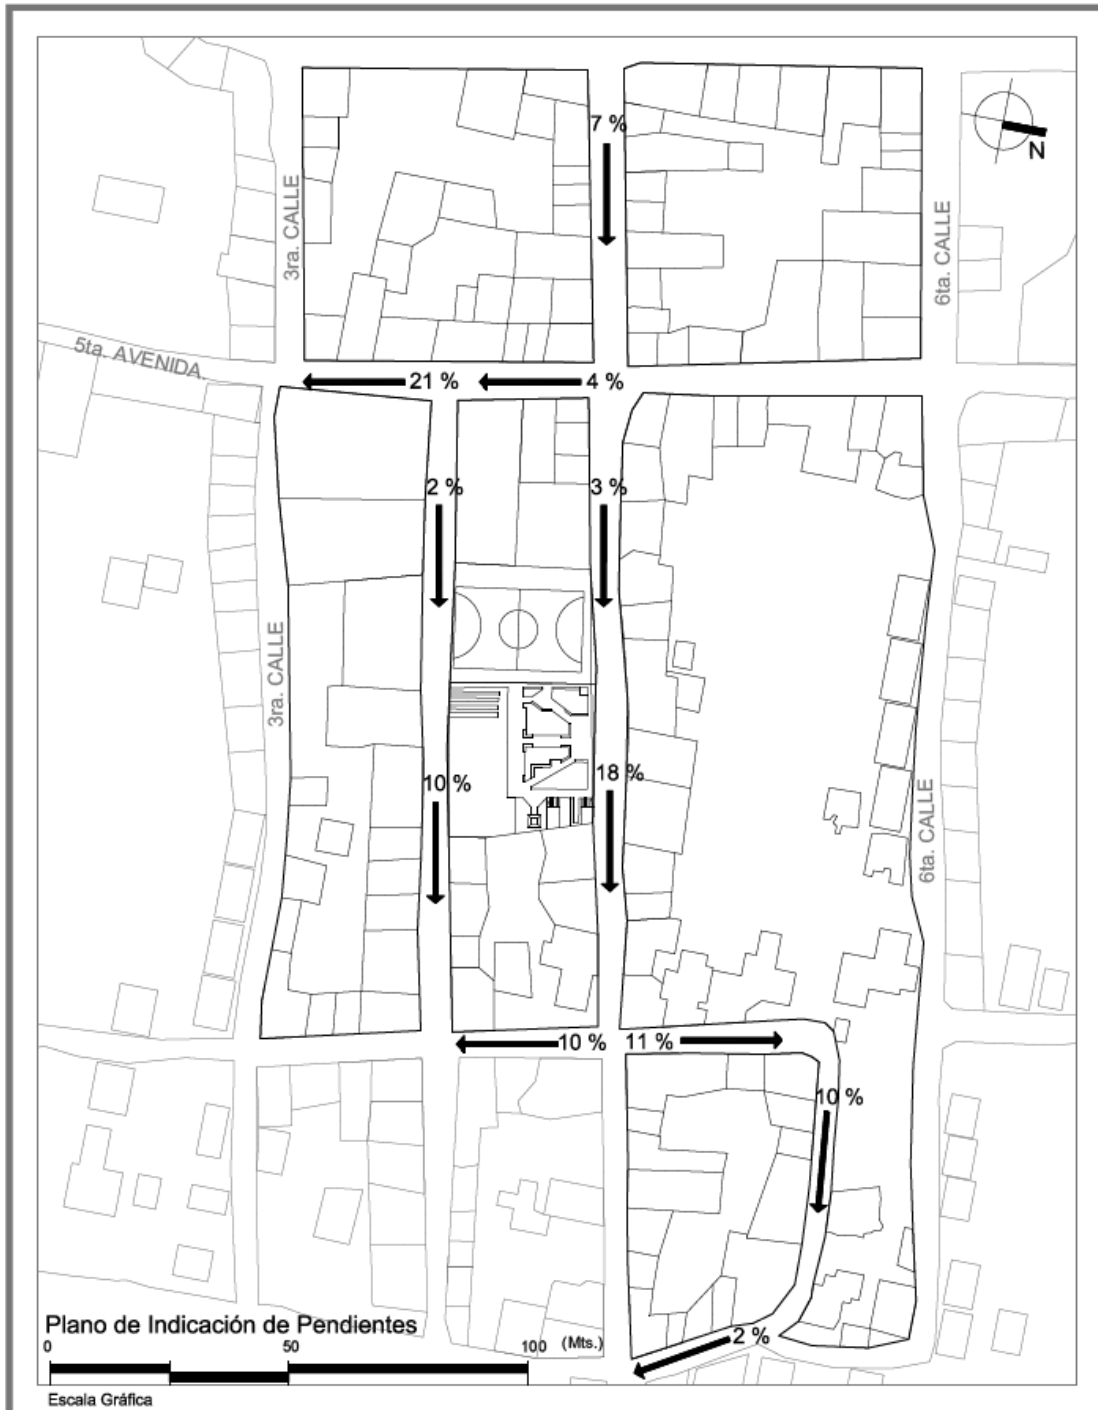 7 %
N
3ra. CALLE
6ta. CALLE
5ta. AVENIDA.
21 %
4 %
2 %
3 %
3ra. CALLE
10 %
18 %
6ta. CALLE
10 %
11 %
10 %
Plano de Indicación de Pendientes
2 %
0
50
100
(Mts.)
Escala Gráfica